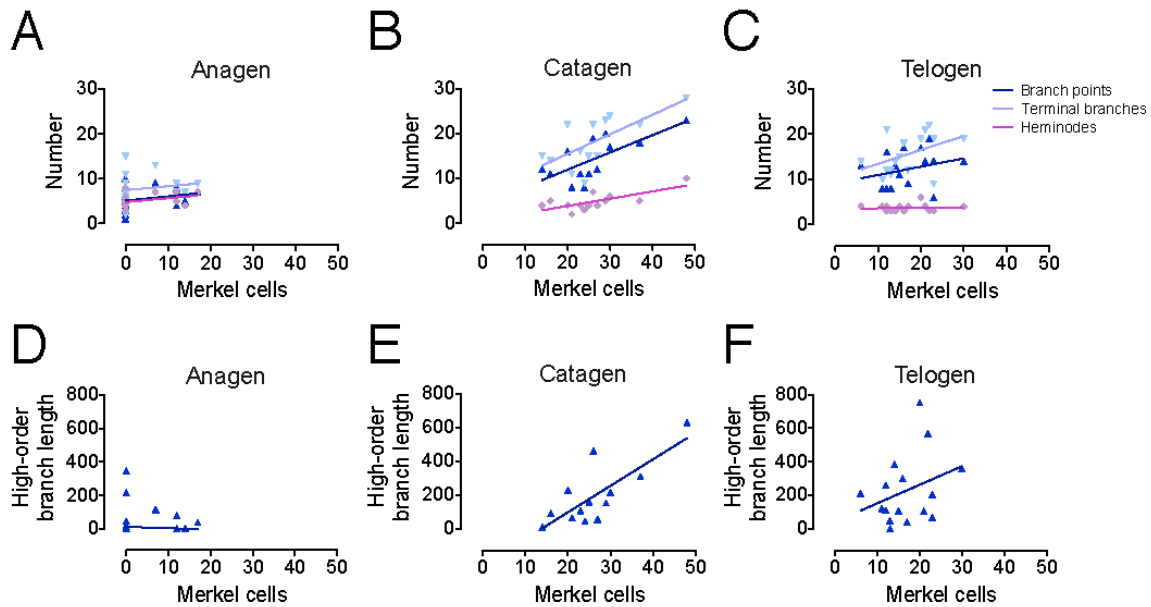 A
Anagen
Number
30
20
10
0
0 10 20 30 40 50
Merkel cells
B
Catagen
Number
30
20
10
0
0 10 20 30 40 50
Merkel cells
C
Telogen
Number
30
20
10
0
0 10 20 30 40 50
Merkel cells
Branch points
Terminal branches
Heminodes
D
Anagen
High-order
branch length
800
600
400
200
0
0 10 20 30 40 50
Merkel cells
E
Catagen
High-order
branch length
800
600
400
200
0
0 10 20 30 40 50
Merkel cells
F
Telogen
High-order
branch length
800
600
400
200
0
0 10 20 30 40 50
Merkel cells